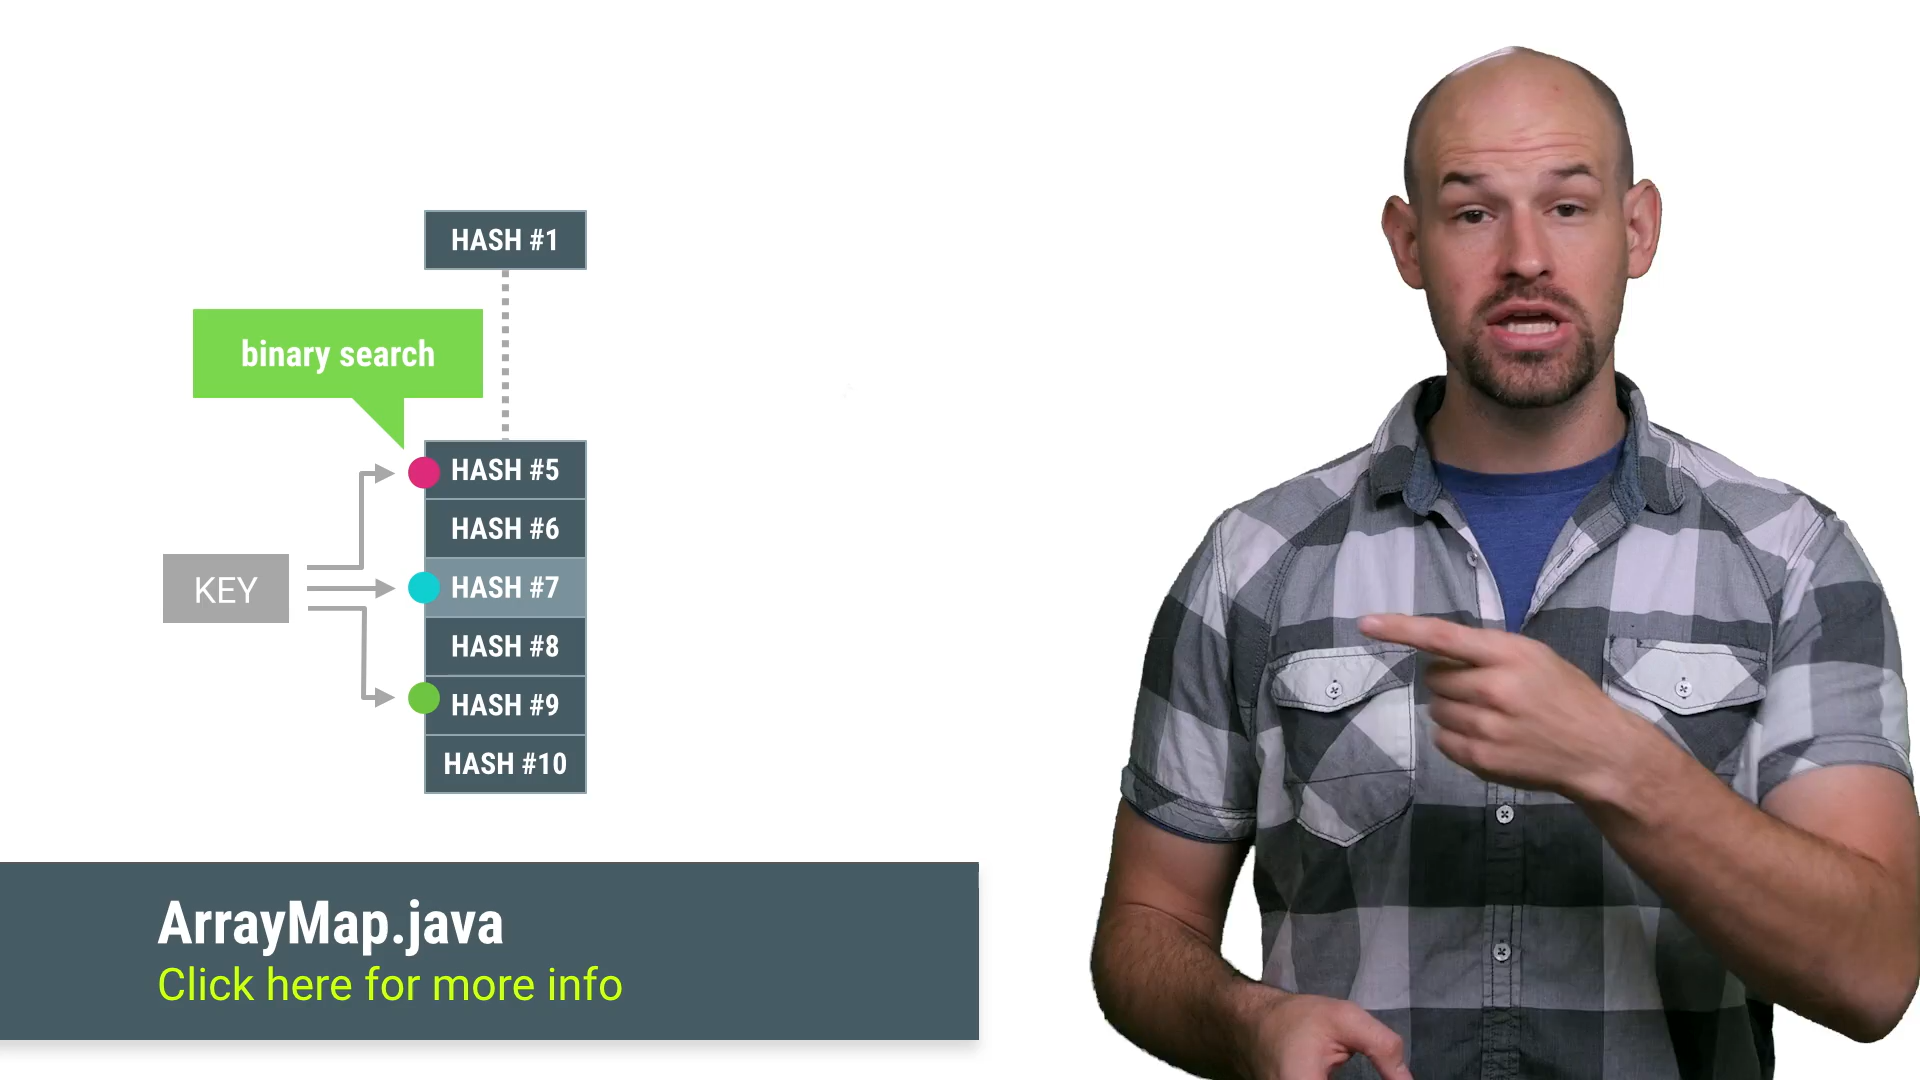 HASH #1
binary search
HASH #5
HASH #6
KEY
HASH #7
HASH #8
HASH #9
HASH #10
ArrayMap.java
Click here for more info